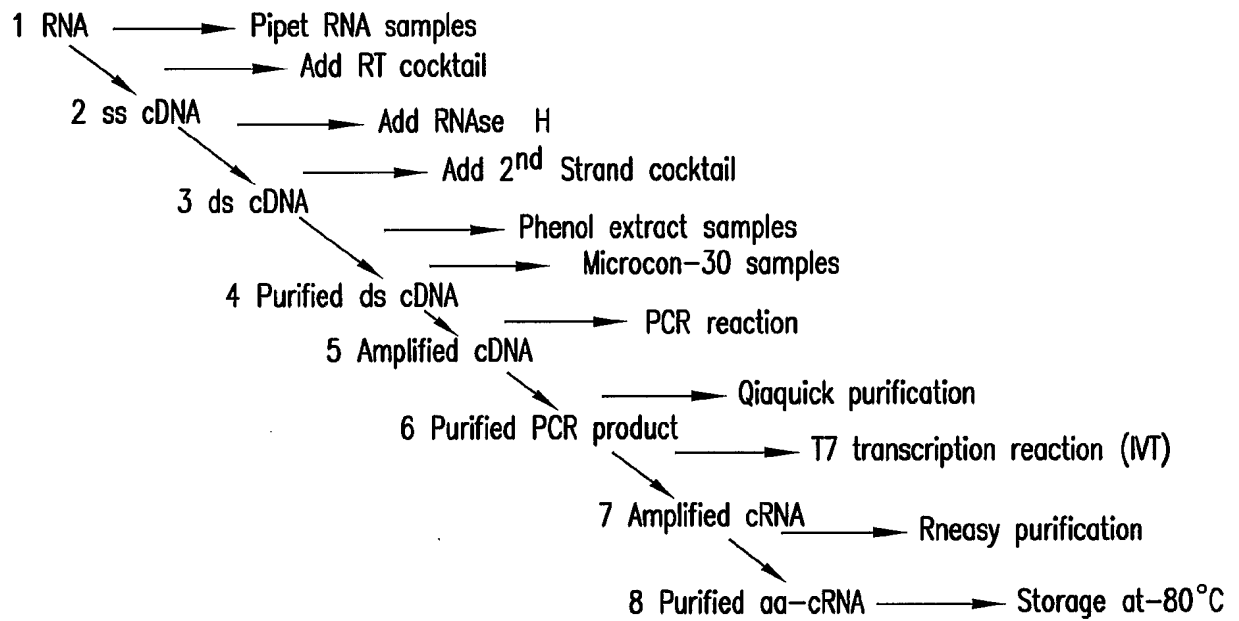 1 RNA → Pipet RNA samples
→ Add RT cocktail
2 ss cDNA → Add RNAse H
→ Add 2nd Strand cocktail
3 ds cDNA
→ Phenol extract samples
→ Microcon-30 samples
4 Purified ds cDNA
→ PCR reaction
5 Amplified cDNA
→ Qiaquick purification
6 Purified PCR product
→ T7 transcription reaction (IVT)
7 Amplified cRNA → Rneasy purification
8 Purified aa-cRNA → Storage at-80°C